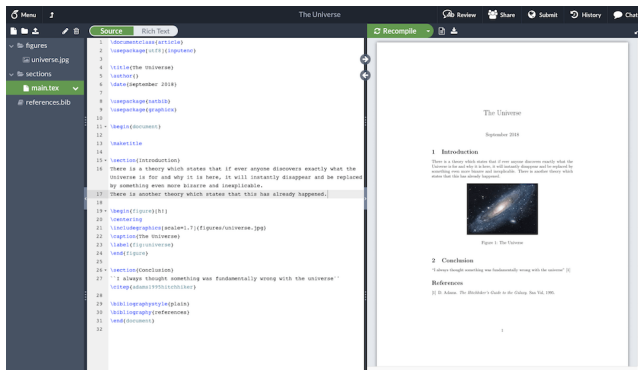 Menu
The Universe
Review
Share
Submit
History
Chat
figures
universe.jpg
sections
main.tex
references.bib
Source
Rich Text
Recompile
1 \documentclass{article}
2 \usepackage[utf8]{inputenc}
3
4 \title{The Universe}
5 \author{}
6 \date{September 2018}
7
8 \usepackage{natbib}
9 \usepackage{graphicx}
10
11 \begin{document}
12
13 \maketitle
14
15 \section{introduction}
16 There is a theory which states that if ever anyone discovers exactly what the
Universe is for and why it is here, it will instantly disappear and be replaced
by something even more bizarre and inexplicable.
17 There is another theory which states that this has already happened.
18
19 \begin{figure}[h!]
20 \centering
21 \includegraphics[scale=1.7]{figures/universe.jpg}
22 \caption{The Universe}
23 \label{fig:universe}
24 \end{figure}
25
26 \section{Conclusion}
27 ``I always thought something was fundamentally wrong with the universe''
\citep{adams1995hitchhiker}
28
29 \bibliographystyle{plain}
30 \bibliography{references}
31 \end{document}
32
The Universe
September 2018
1 Introduction
There is a theory which states that if ever anyone discovers exactly what the
Universe is for and why it is here, it will instantly disappear and be replaced by
something even more bizarre and inexplicable. There is another theory which
states that this has already happened.
Figure 1: The Universe
2 Conclusion
"I always thought something was fundamentally wrong with the universe" [1]
References
[1] D. Adams. The Hitchhiker's Guide to the Galaxy. San Val, 1995.
1